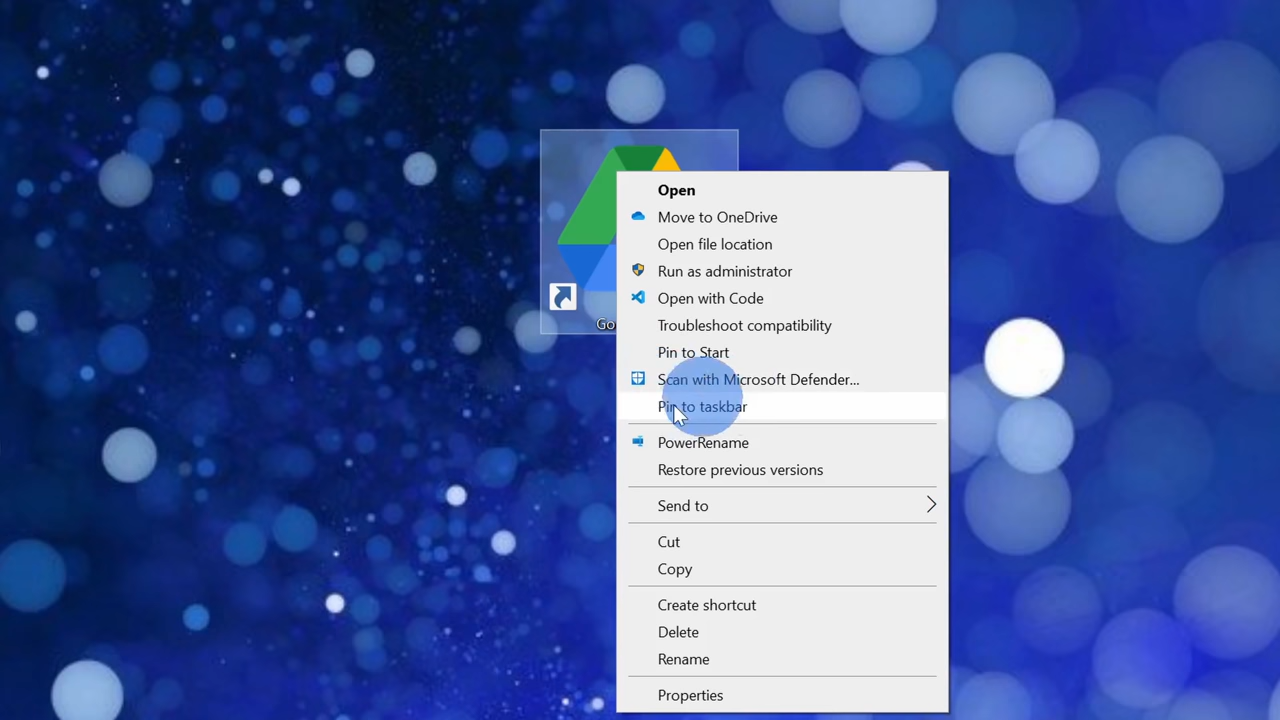 Open
Move to OneDrive
Open file location
Run as administrator
Open with Code
Troubleshoot compatibility
Go
Pin to Start
Scan with Microsoft Defender...
Pin to taskbar
PowerRename
Restore previous versions
Send to
Cut
Copy
Create shortcut
Delete
Rename
Properties